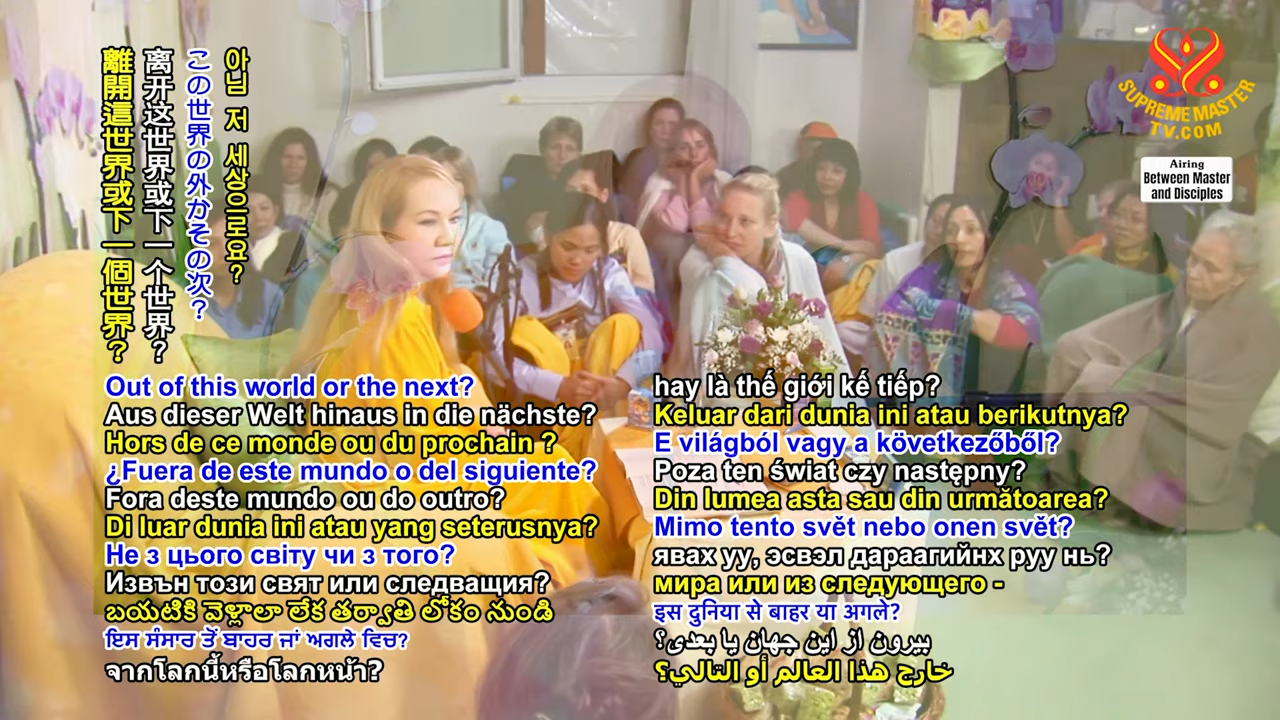 아닙 저 세상으로요?
この世界の外かその次?
离开这世界或下一个世界?
離開這世界或下一個世界?
SUPREME MASTER
TV.COM
Airing
Between Master
and Disciples
Out of this world or the next?
Aus dieser Welt hinaus in die nächste?
Hors de ce monde ou du prochain ?
¿Fuera de este mundo o del siguiente?
Fora deste mundo ou do outro?
Di luar dunia ini atau yang seterusnya?
Не з цього світу чи з того?
Извън този свят или следващия?
బయటికి వెళ్లాలా లేక తర్వాతి లోకం నుండి
ਇਸ ਸੰਸਾਰ ਤੋਂ ਬਾਹਰ ਜਾਂ ਅਗਲੇ ਵਿਚ?
จากโลกนี้หรือโลกหน้า?
hay là thế giới kế tiếp?
Keluar dari dunia ini atau berikutnya?
E világból vagy a következőből?
Poza ten świat czy następny?
Din lumea asta sau din următoarea?
Mimo tento svět nebo onen svět?
явах уу, эсвэл дараагийнх руу нь?
мира или из следующего -
इस दुनिया से बाहर या अगले?
بیرون از این جهان یا بعدی؟
خارج هذا العالم أو التالي؟